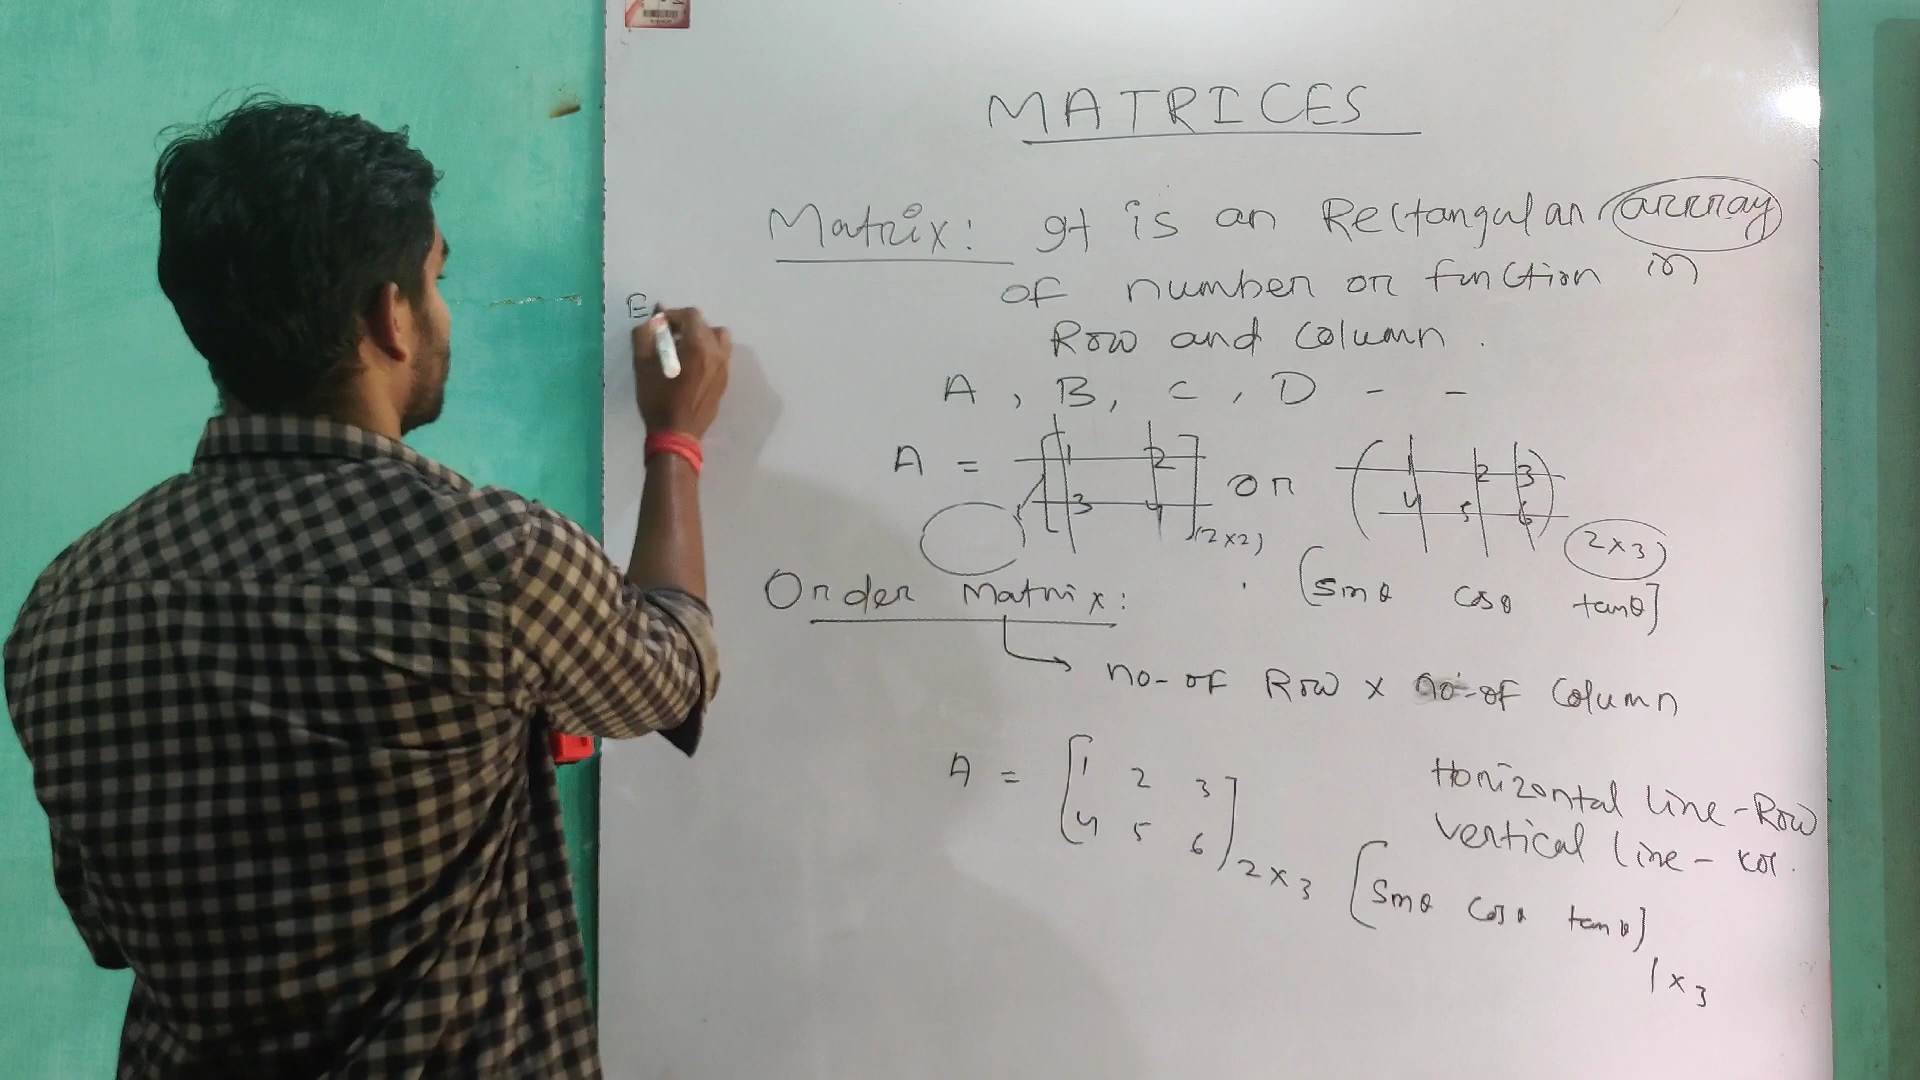 MATRICES
Matrix: It is an Rectangular array
of number or function in
Row and column.
A, B, C, D - -
A = [1 2
3 4](2×2) or (1 2 3
4 5 6) 2×3
[sinθ cosθ tanθ]
Order Matrix:
no- of Row × no-of Column
A = [1 2 3
4 5 6] 2×3
Horizontal line-Row
vertical line- col.
[sinθ cosθ tanθ]
1×3
E